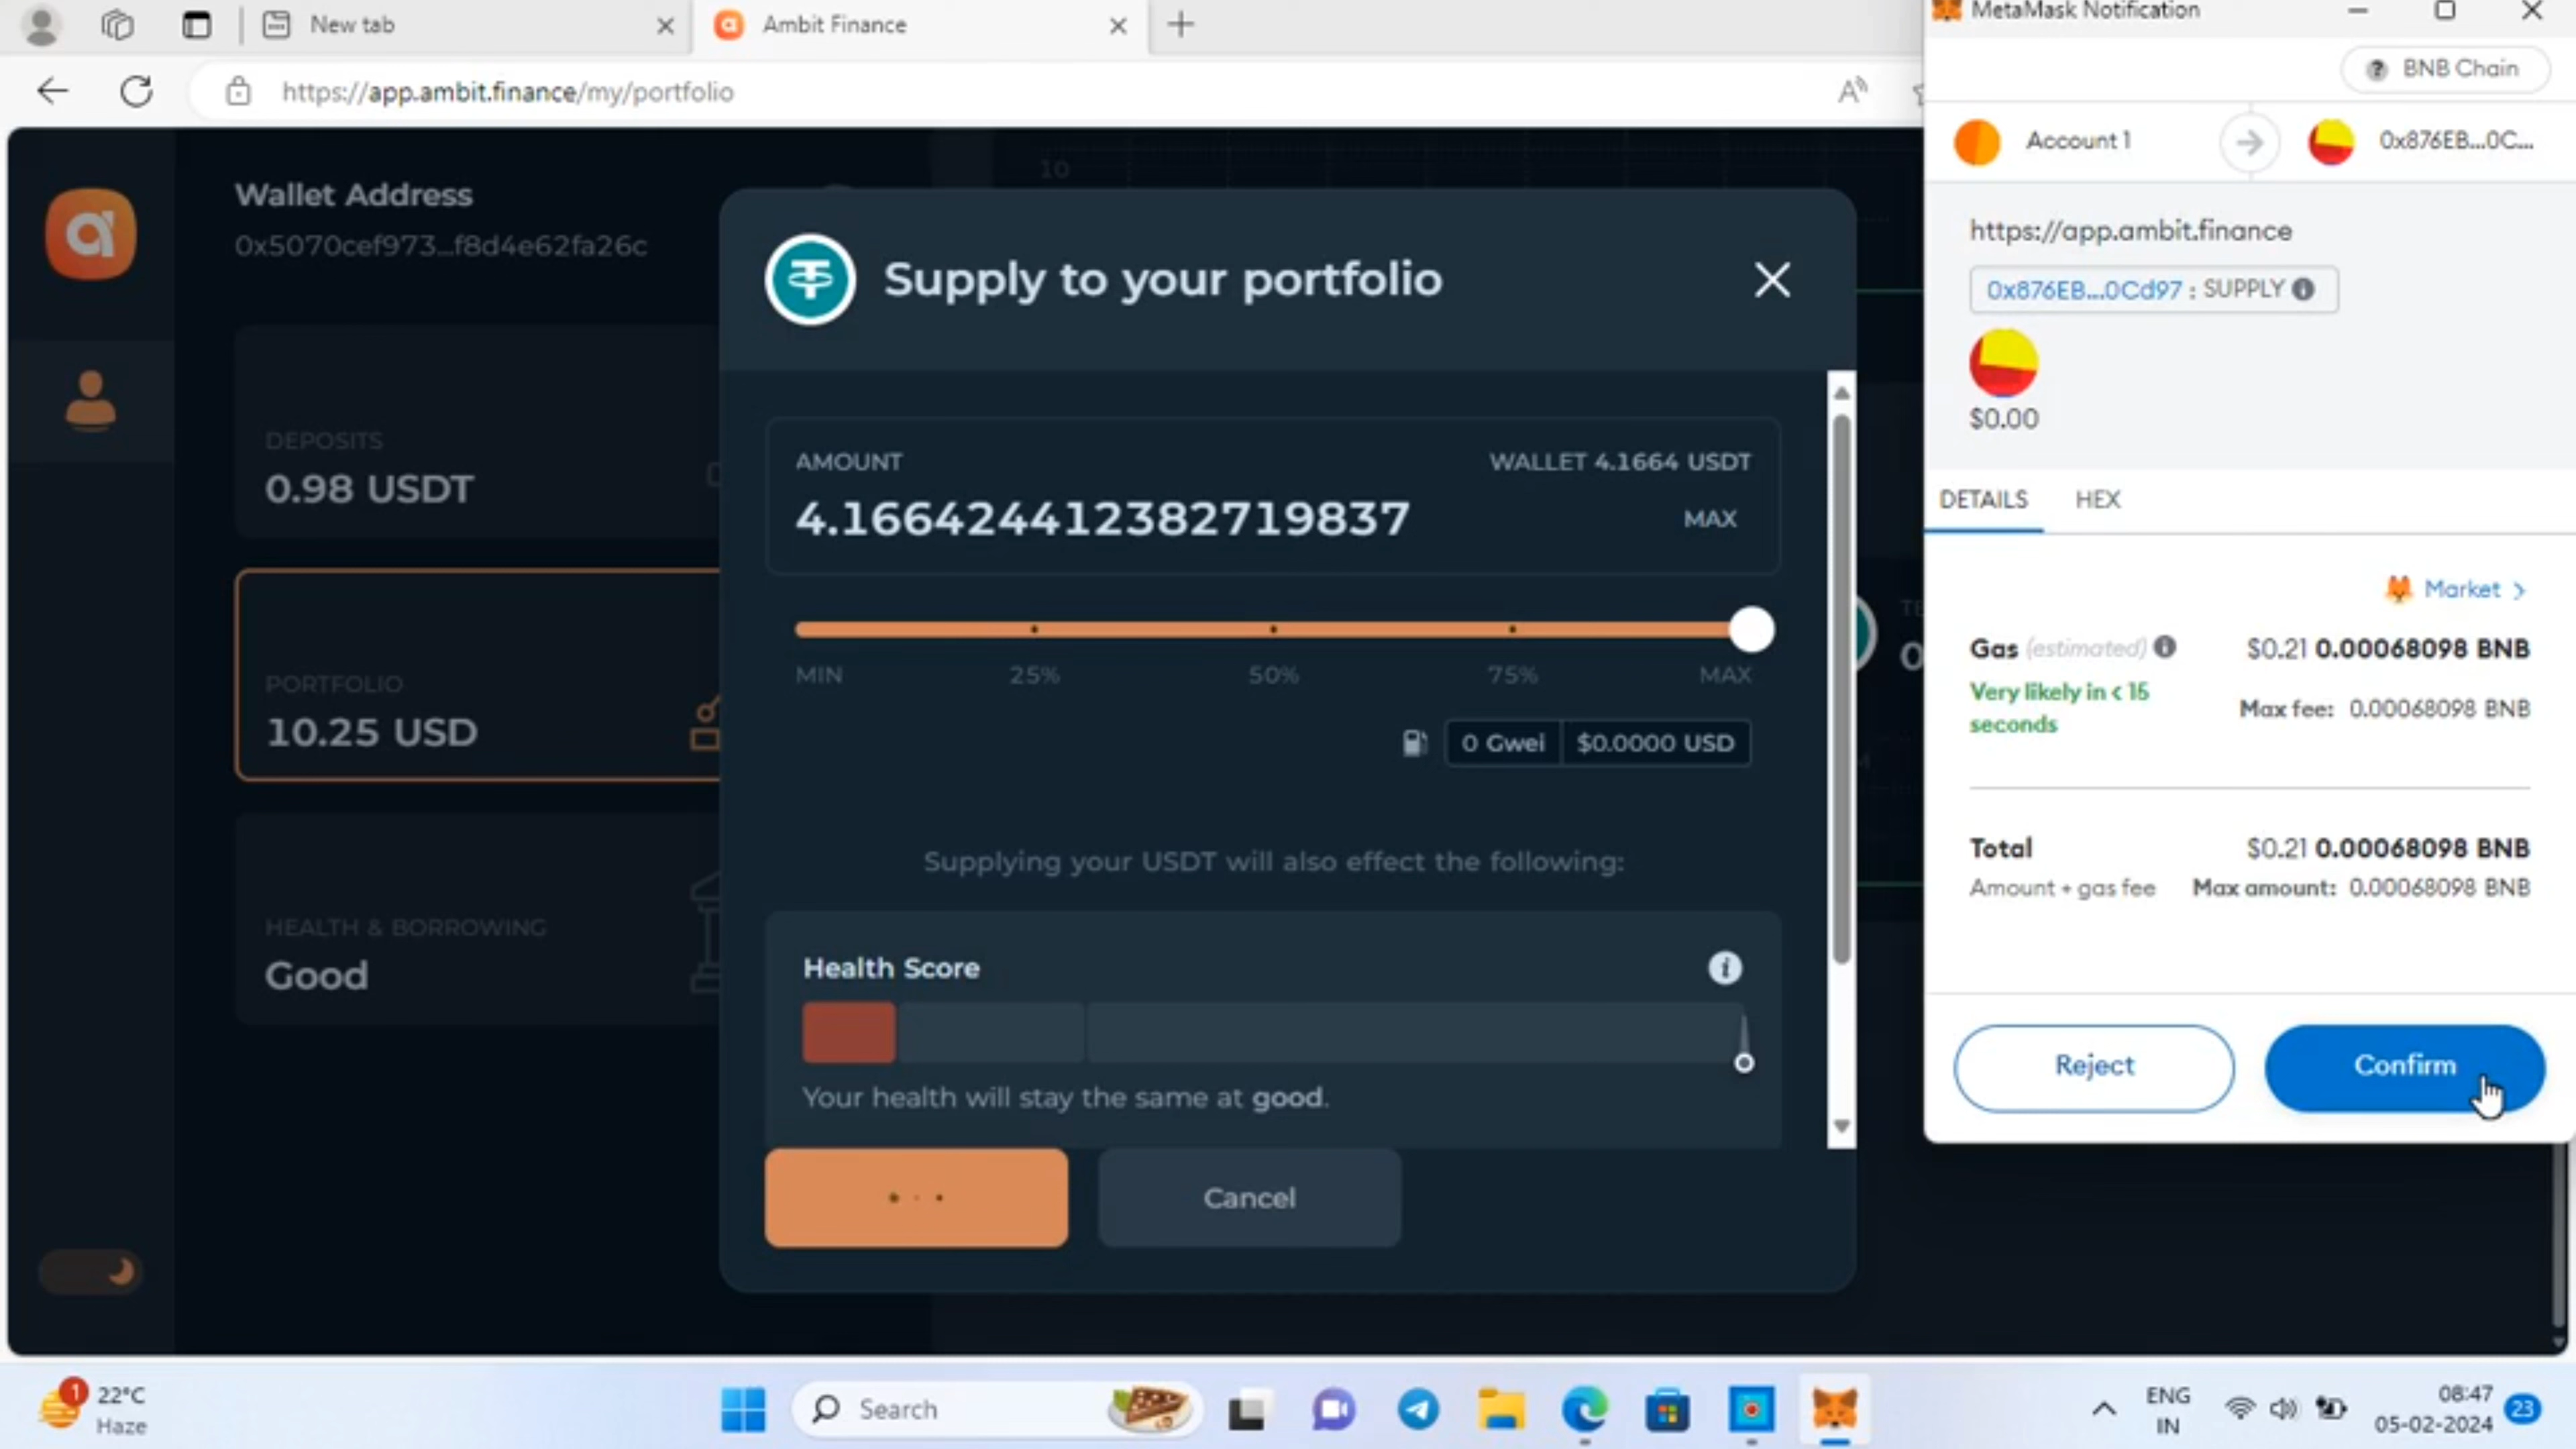 New tab
Ambit Finance
https://app.ambit.finance/my/portfolio
MetaMask Notification
BNB Chain
Account 1
0x876EB...0C...
https://app.ambit.finance
0x876EB...0Cd97 : SUPPLY
$0.00
DETAILS
HEX
Market >
Gas (estimated)
$0.21 0.00068098 BNB
Very likely in < 15
seconds
Max fee: 0.00068098 BNB
Total
$0.21 0.00068098 BNB
Amount + gas fee
Max amount: 0.00068098 BNB
Reject
Confirm
Wallet Address
0x5070cef973...f8d4e62fa26c
DEPOSITS
0.98 USDT
PORTFOLIO
10.25 USD
HEALTH & BORROWING
Good
10
Supply to your portfolio
AMOUNT
WALLET 4.1664 USDT
4.166424412382719837
MAX
MIN
25%
50%
75%
MAX
0 Gwei
$0.0000 USD
Supplying your USDT will also effect the following:
Health Score
Your health will stay the same at good.
Cancel
1
22°C
Haze
Search
ENG
IN
08:47
05-02-2024
23